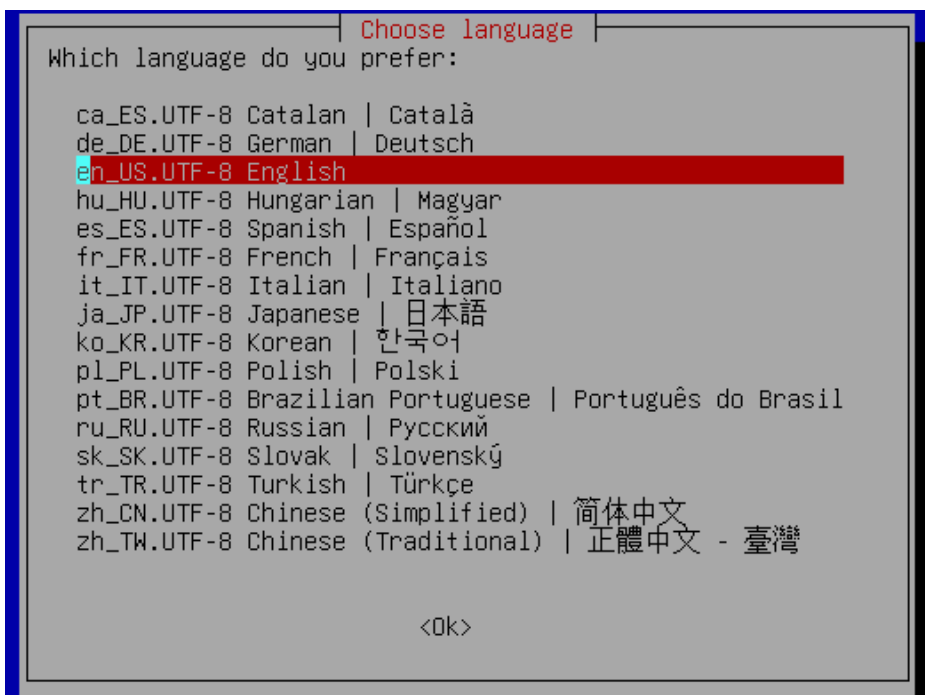 Choose language
Which language do you prefer:
ca_ES.UTF-8 Catalan | Català
de_DE.UTF-8 German | Deutsch
en_US.UTF-8 English
hu_HU.UTF-8 Hungarian | Magyar
es_ES.UTF-8 Spanish | Español
fr_FR.UTF-8 French | Français
it_IT.UTF-8 Italian | Italiano
ja_JP.UTF-8 Japanese | 日本語
ko_KR.UTF-8 Korean | 한국어
pl_PL.UTF-8 Polish | Polski
pt_BR.UTF-8 Brazilian Portuguese | Português do Brasil
ru_RU.UTF-8 Russian | Русский
sk_SK.UTF-8 Slovak | Slovenský
tr_TR.UTF-8 Turkish | Türkçe
zh_CN.UTF-8 Chinese (Simplified) | 简体中文
zh_TW.UTF-8 Chinese (Traditional) | 正體中文 - 臺灣
<Ok>